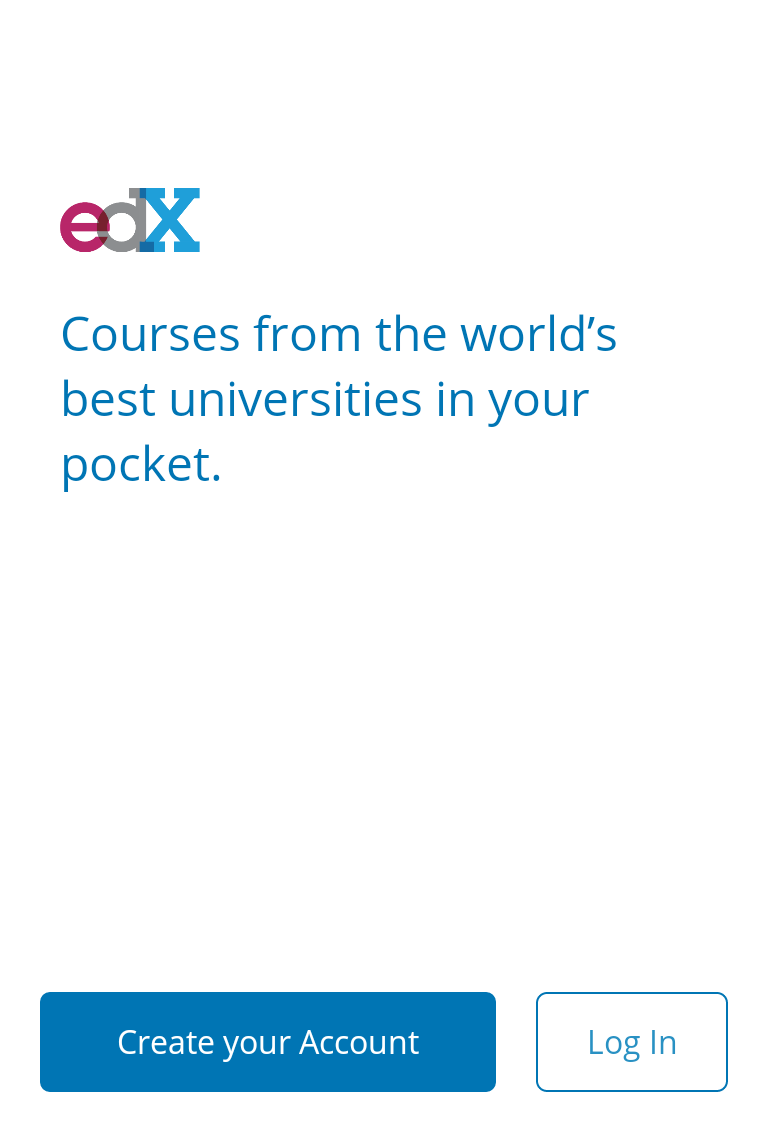 edX
Courses from the world’s
best universities in your
pocket.
Create your Account
Log In